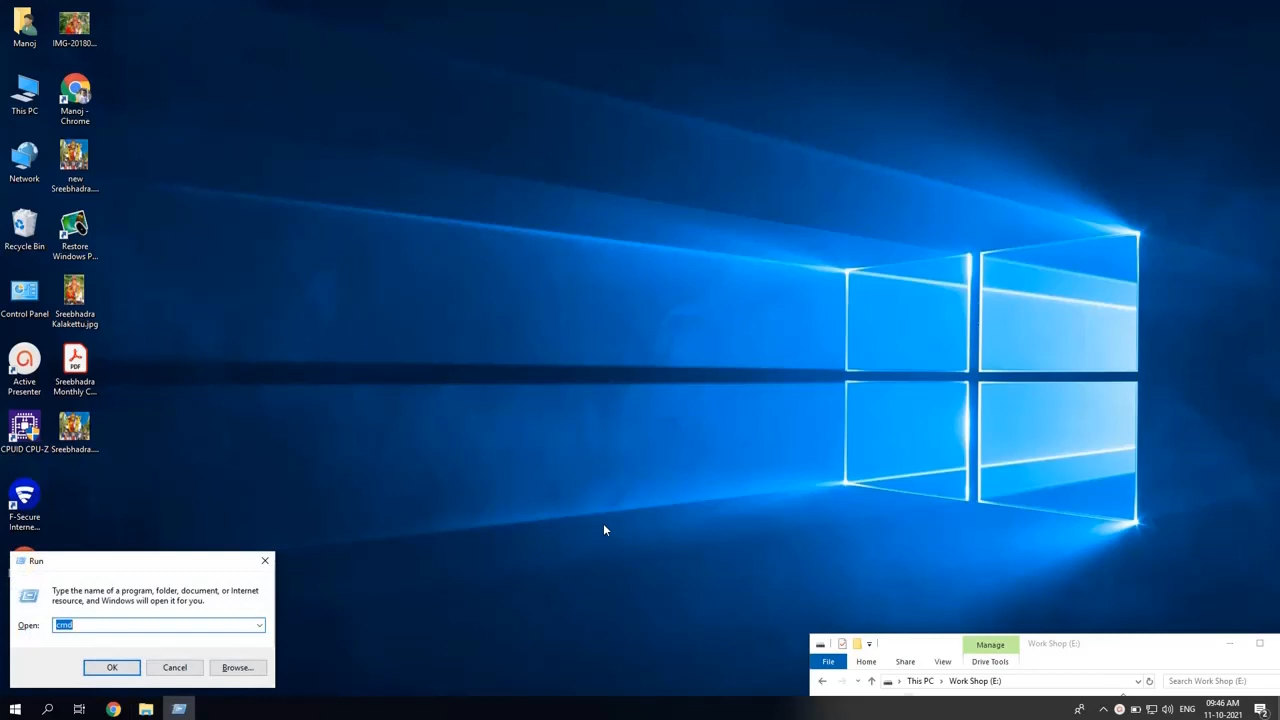 Manoj
IMG-20180...
This PC
Manoj -
Chrome
Network
new
Sreebhadra....
Recycle Bin
Restore
Windows P...
Control Panel
Sreebhadra
Kalakettu.jpg
Active
Presenter
PDF
Sreebhadra
Monthly C...
CPUID CPU-Z
Sreebhadra....
F-Secure
Interne...
Run
Type the name of a program, folder, document, or Internet
resource, and Windows will open it for you.
Open:
cmd
OK
Cancel
Browse...
Manage
Work Shop (E:)
File
Home
Share
View
Drive Tools
This PC
Work Shop (E:)
Search Work Shop (E:)
ENG
09:46 AM
11-10-2021
2